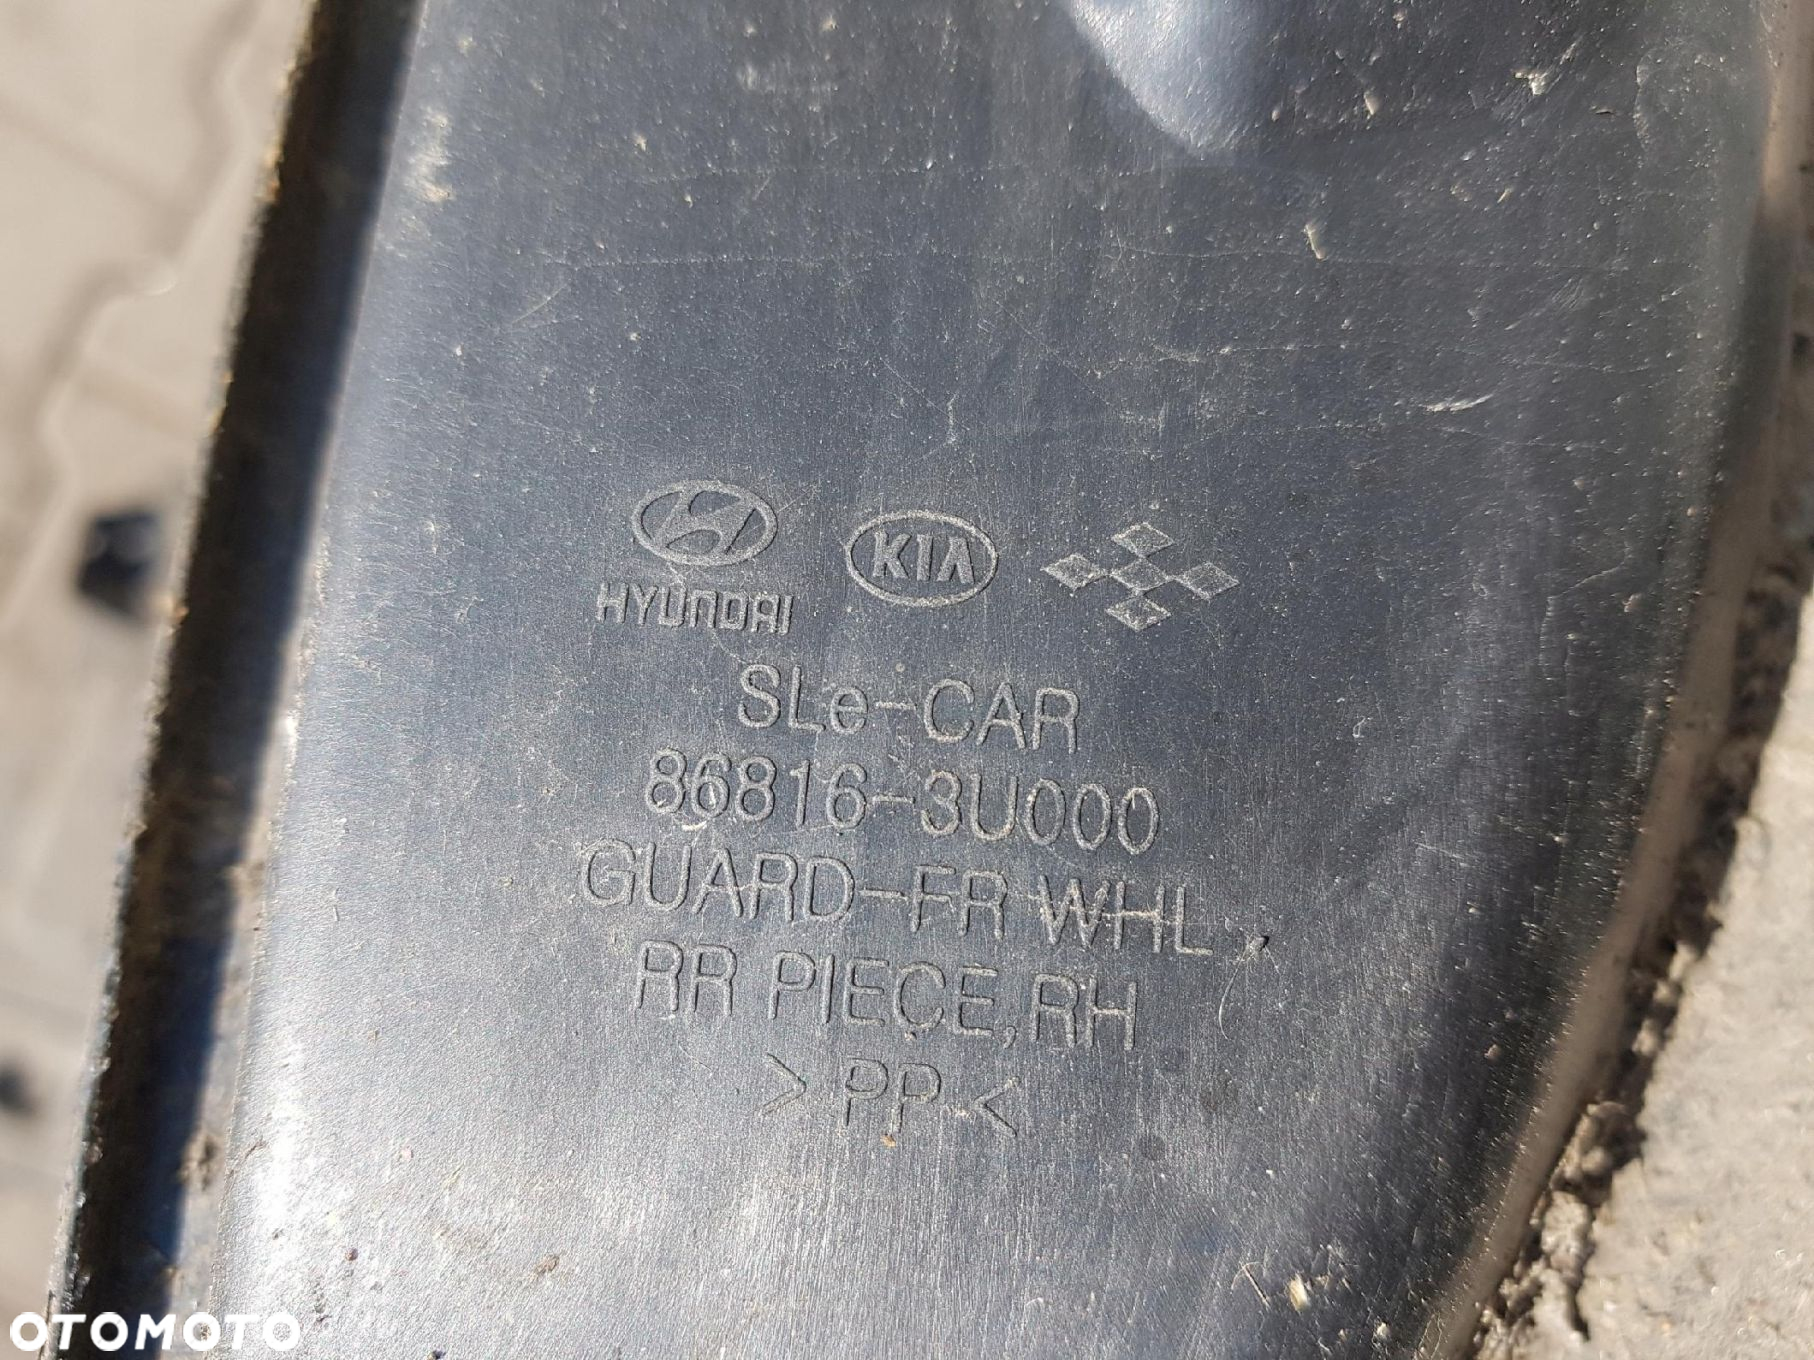 HYUNDAI KIA
SLe-CAR
86816-3U000
GUARD-FR WHL
RR PIECE,RH
>PP<
OTOMOTO